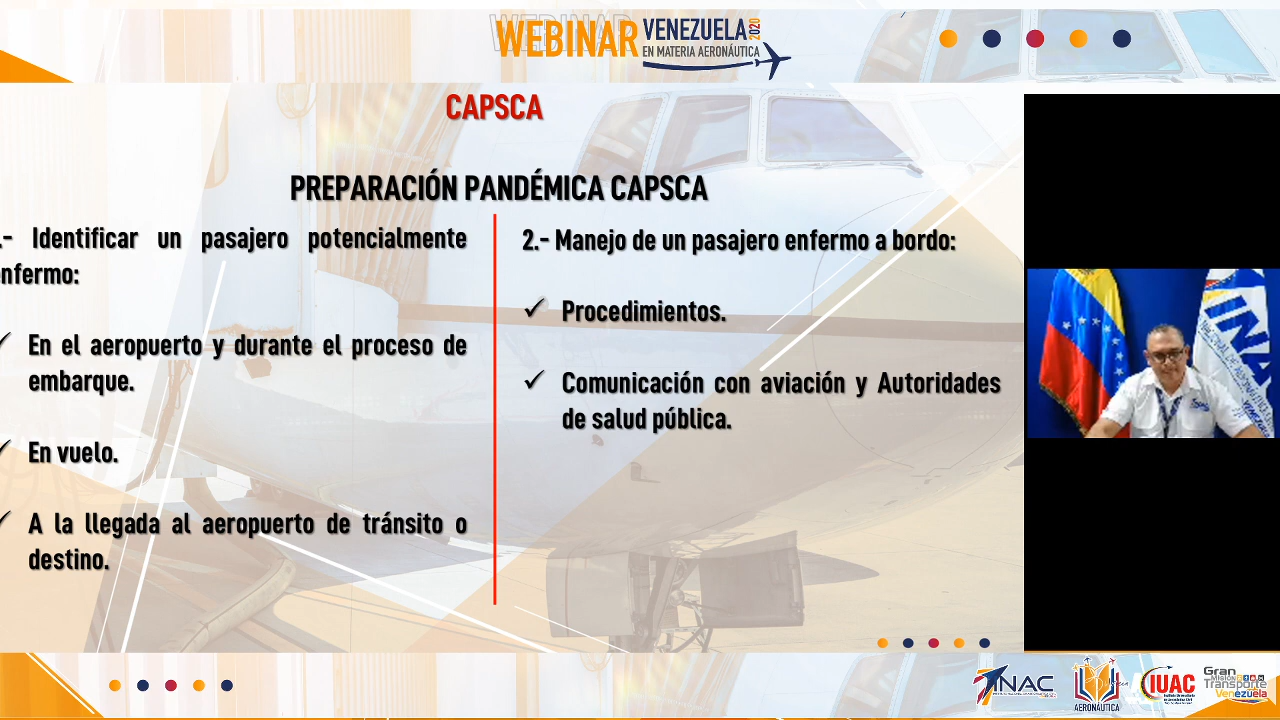 WEBINAR
VENEZUELA
2020
EN MATERIA AERONÁUTICA
CAPSCA
PREPARACIÓN PANDÉMICA CAPSCA
.- Identificar un pasajero potencialmente
nfermo:
✓ En el aeropuerto y durante el proceso de
embarque.
✓ En vuelo.
✓ A la llegada al aeropuerto de tránsito o
destino.
2.- Manejo de un pasajero enfermo a bordo:
✓ Procedimientos.
✓ Comunicación con aviación y Autoridades
de salud pública.
INAC
AERONÁUTICA
IUAC
Gran
Misión
Transporte
Venezuela